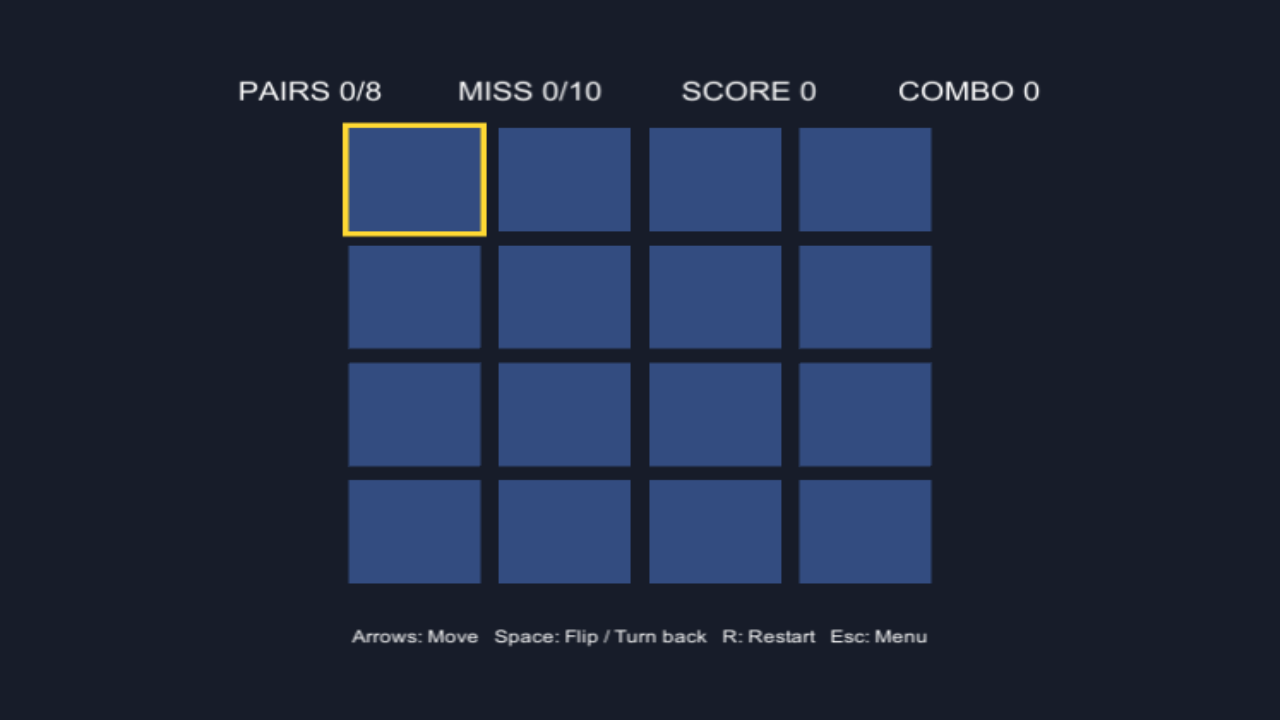 PAIRS 0/8 MISS 0/10 SCORE 0 COMBO 0
Arrows: Move Space: Flip / Turn back R: Restart Esc: Menu